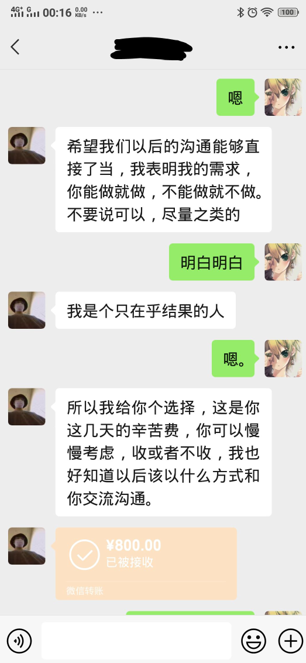 4G+ G 00:16 0.00 KB/s ... 100
嗯
希望我们以后的沟通能够直
接了当，我表明我的需求，
你能做就做，不能做就不做。
不要说可以，尽量之类的
明白明白
我是个只在乎结果的人
嗯。
所以我给你个选择，这是你
这几天的辛苦费，你可以慢
慢考虑，收或者不收，我也
好知道以后该以什么方式和
你交流沟通。
¥800.00
已被接收
微信转账